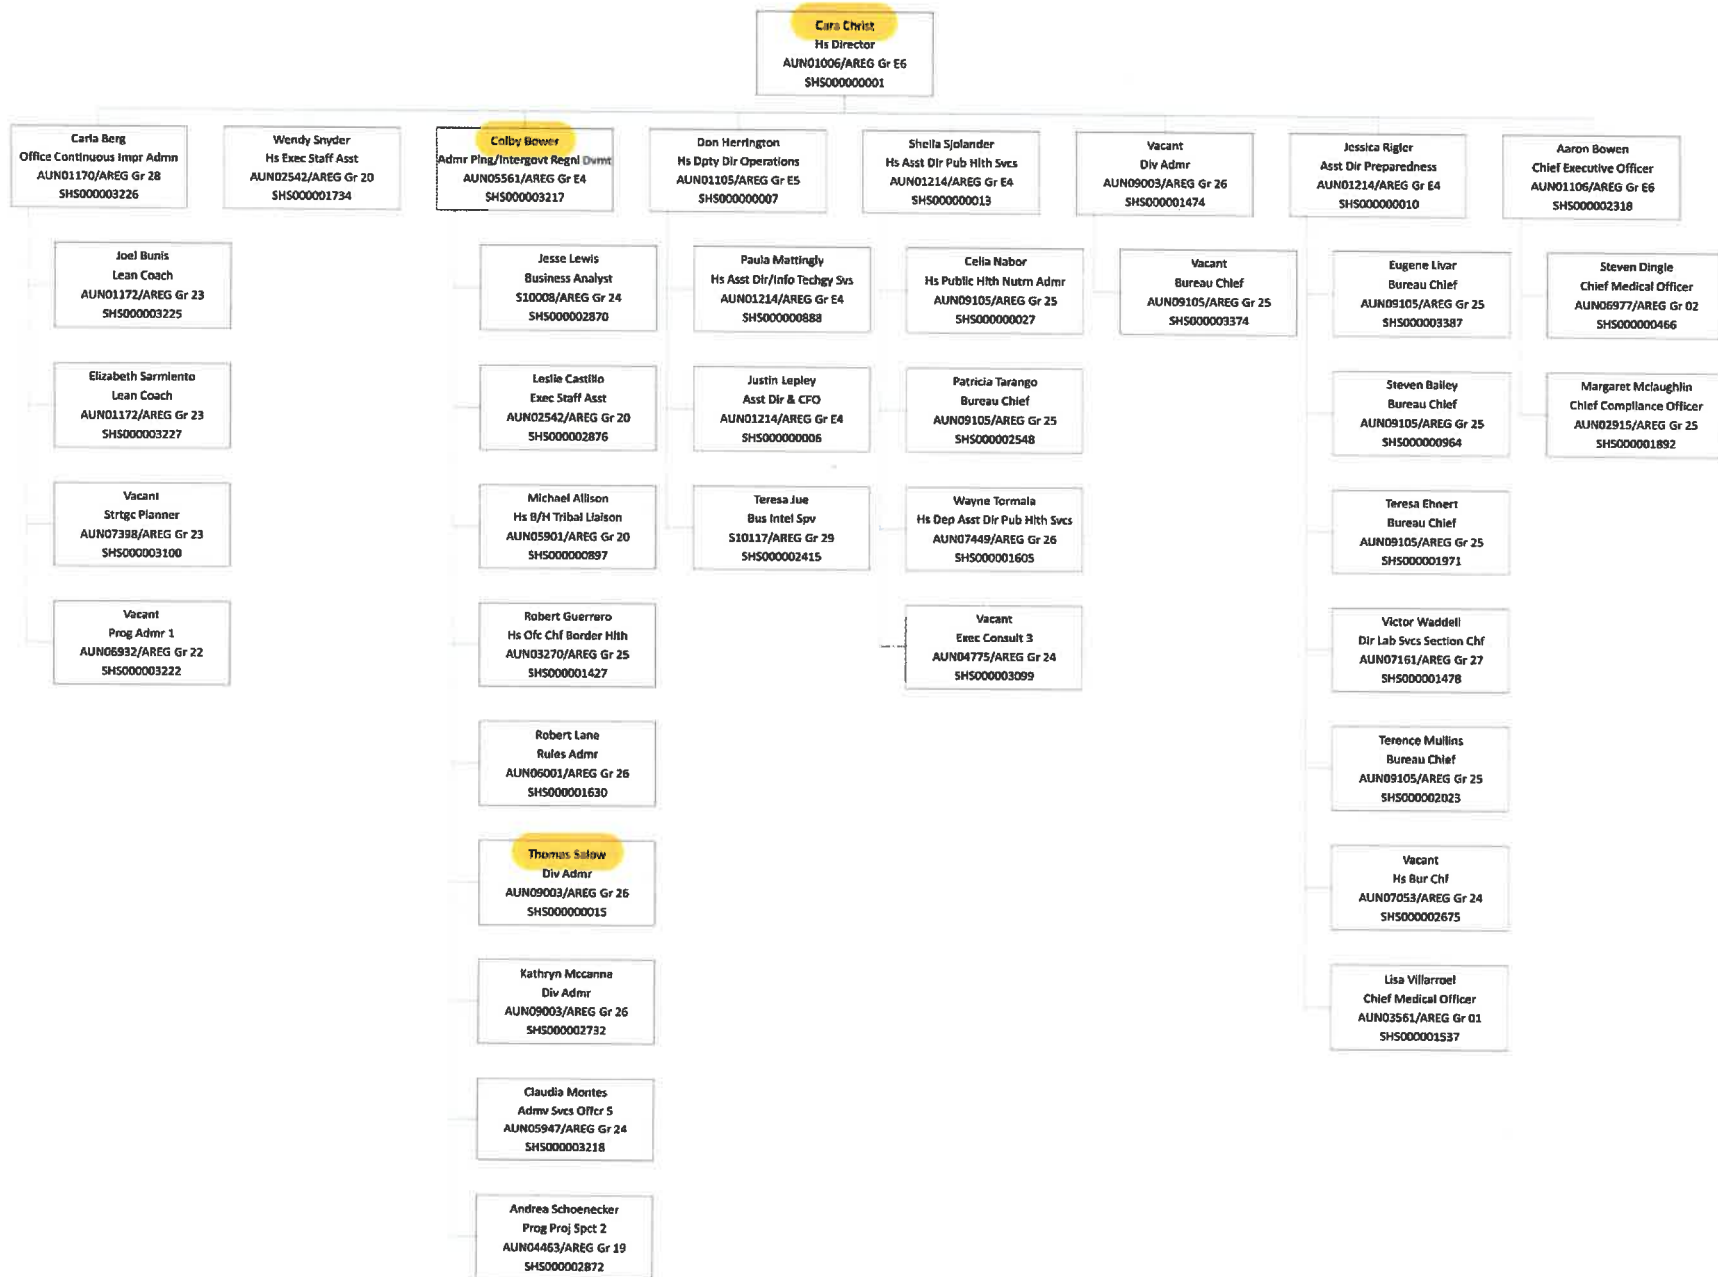 Cara Christ
Hs Director
AUN01006/AREG Gr E6
SHS000000001
Carla Berg
Office Continuous Impr Admn
AUN01170/AREG Gr 28
SHS000003226
Wendy Snyder
Hs Exec Staff Asst
AUN02542/AREG Gr 20
SHS000001734
Colby Bower
Admr Plng/Intergovt Regnl Dvmt
AUN05561/AREG Gr E4
SHS000003217
Don Herrington
Hs Dpty Dir Operations
AUN01105/AREG Gr E5
SHS000000007
Sheila Sjolander
Hs Asst Dir Pub Hlth Svcs
AUN01214/AREG Gr E4
SHS000000013
Vacant
Div Admr
AUN09003/AREG Gr 26
SHS000001474
Jessica Rigler
Asst Dir Preparedness
AUN01214/AREG Gr E4
SHS000000010
Aaron Bowen
Chief Executive Officer
AUN01106/AREG Gr E6
SHS000002318
Joel Bunis
Lean Coach
AUN01172/AREG Gr 23
SHS000003225
Elizabeth Sarmiento
Lean Coach
AUN01172/AREG Gr 23
SHS000003227
Vacant
Strtgc Planner
AUN07398/AREG Gr 23
SHS000003100
Vacant
Prog Admr 1
AUN06932/AREG Gr 22
SHS000003222
Jesse Lewis
Business Analyst
S10008/AREG Gr 24
SHS000002870
Leslie Castillo
Exec Staff Asst
AUN02542/AREG Gr 20
SHS000002876
Michael Allison
Hs B/H Tribal Liaison
AUN05901/AREG Gr 20
SHS000000897
Robert Guerrero
Hs Ofc Chf Border Hlth
AUN03270/AREG Gr 25
SHS000001427
Robert Lane
Rules Admr
AUN06001/AREG Gr 26
SHS000001630
Thomas Salow
Div Admr
AUN09003/AREG Gr 26
SHS000000015
Kathryn Mccanna
Div Admr
AUN09003/AREG Gr 26
SHS000002732
Claudia Montes
Admv Svcs Offcr 5
AUN05947/AREG Gr 24
SHS000003218
Andrea Schoenecker
Prog Proj Spct 2
AUN04463/AREG Gr 19
SHS000002872
Paula Mattingly
Hs Asst Dir/Info Techgy Svs
AUN01214/AREG Gr E4
SHS000000888
Justin Lepley
Asst Dir & CFO
AUN01214/AREG Gr E4
SHS000000006
Teresa Jue
Bus Intel Spv
S10117/AREG Gr 29
SHS000002415
Celia Nabor
Hs Public Hlth Nutrn Admr
AUN09105/AREG Gr 25
SHS000000027
Patricia Tarango
Bureau Chief
AUN09105/AREG Gr 25
SHS000002548
Wayne Tormala
Hs Dep Asst Dir Pub Hlth Svcs
AUN07449/AREG Gr 26
SHS000001605
Vacant
Exec Consult 3
AUN04775/AREG Gr 24
SHS000003099
Vacant
Bureau Chief
AUN09105/AREG Gr 25
SHS000003374
Eugene Livar
Bureau Chief
AUN09105/AREG Gr 25
SHS000003387
Steven Bailey
Bureau Chief
AUN09105/AREG Gr 25
SHS000000964
Teresa Ehnert
Bureau Chief
AUN09105/AREG Gr 25
SHS000001971
Victor Waddell
Dir Lab Svcs Section Chf
AUN07161/AREG Gr 27
SHS000001478
Terence Mullins
Bureau Chief
AUN09105/AREG Gr 25
SHS000002023
Vacant
Hs Bur Chf
AUN07053/AREG Gr 24
SHS000002675
Lisa Villarroel
Chief Medical Officer
AUN03561/AREG Gr 01
SHS000001537
Steven Dingle
Chief Medical Officer
AUN06977/AREG Gr 02
SHS000000466
Margaret Mclaughlin
Chief Compliance Officer
AUN02915/AREG Gr 25
SHS000001892